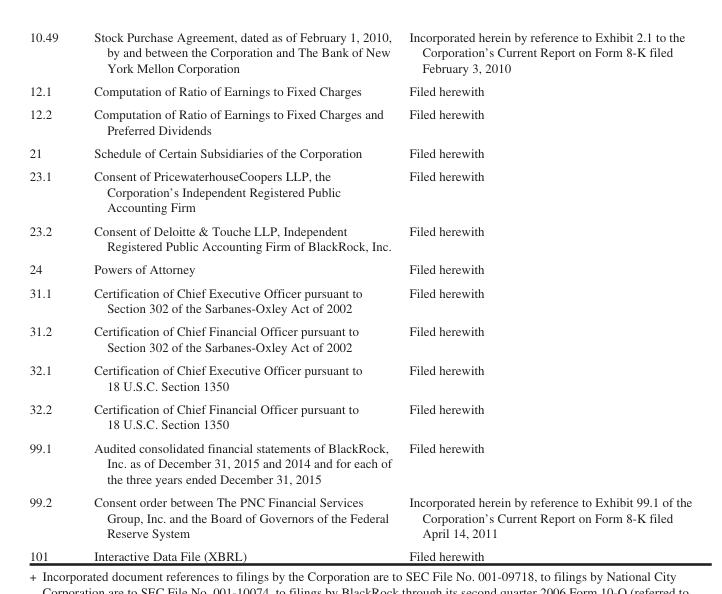 10.49 Stock Purchase Agreement, dated as of February 1, 2010, Incorporated herein by reference to Exhibit 2.1 to the
by and between the Corporation and The Bank of New Corporation’s Current Report on Form 8-K filed
York Mellon Corporation February 3, 2010
12.1 Computation of Ratio of Earnings to Fixed Charges Filed herewith
12.2 Computation of Ratio of Earnings to Fixed Charges and Filed herewith
Preferred Dividends
21 Schedule of Certain Subsidiaries of the Corporation Filed herewith
23.1 Consent of PricewaterhouseCoopers LLP, the Filed herewith
Corporation’s Independent Registered Public
Accounting Firm
23.2 Consent of Deloitte & Touche LLP, Independent Filed herewith
Registered Public Accounting Firm of BlackRock, Inc.
24 Powers of Attorney Filed herewith
31.1 Certification of Chief Executive Officer pursuant to Filed herewith
Section 302 of the Sarbanes-Oxley Act of 2002
31.2 Certification of Chief Financial Officer pursuant to Filed herewith
Section 302 of the Sarbanes-Oxley Act of 2002
32.1 Certification of Chief Executive Officer pursuant to Filed herewith
18 U.S.C. Section 1350
32.2 Certification of Chief Financial Officer pursuant to Filed herewith
18 U.S.C. Section 1350
99.1 Audited consolidated financial statements of BlackRock, Filed herewith
Inc. as of December 31, 2015 and 2014 and for each of
the three years ended December 31, 2015
99.2 Consent order between The PNC Financial Services Incorporated herein by reference to Exhibit 99.1 of the
Group, Inc. and the Board of Governors of the Federal Corporation’s Current Report on Form 8-K filed
Reserve System April 14, 2011
101 Interactive Data File (XBRL) Filed herewith
+ Incorporated document references to filings by the Corporation are to SEC File No. 001-09718, to filings by National City
Corporation are to SEC File No. 001-10074, to filings by BlackRock through its second quarter 2006 Form 10-Q (referred to